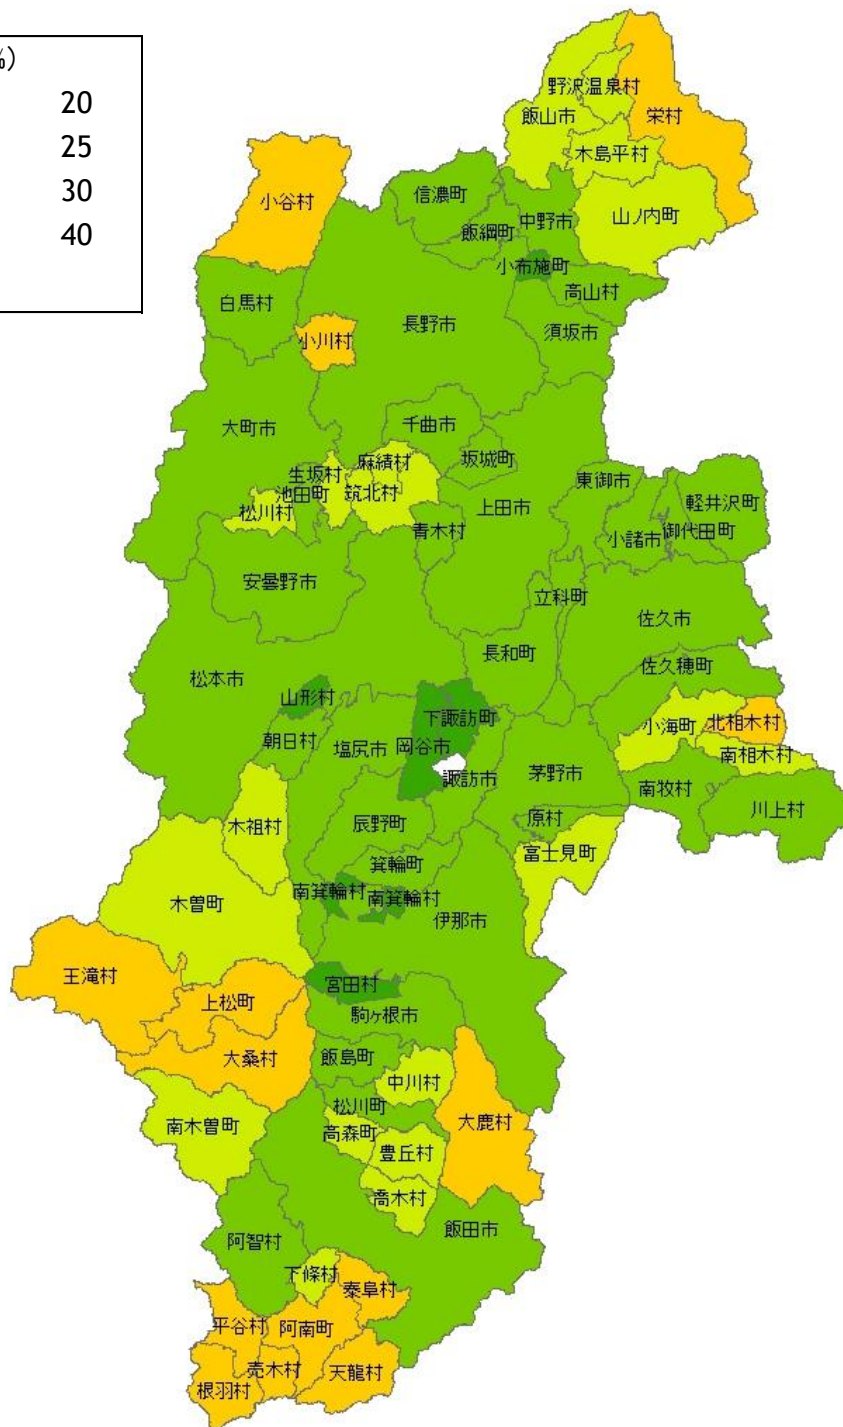 %)
20
25
30
40
野沢温泉村
飯山市
栄村
木島平村
小谷村
信濃町
中野市
山ノ内町
飯綱町
小布施町
高山村
白馬村
長野市
須坂市
小川村
大町市
千曲市
坂城町
麻績村
生坂村
池田町
筑北村
松川村
上田市
東御市
軽井沢町
青木村
小諸市
御代田町
安曇野市
立科町
佐久市
長和町
佐久穂町
松本市
山形村
下諏訪町
小海町
北相木村
朝日村
塩尻市
岡谷市
南相木村
諏訪市
茅野市
南牧村
川上村
木祖村
辰野町
原村
富士見町
箕輪町
南箕輪村
南箕輪村
木曽町
伊那市
王滝村
宮田村
上松町
駒ヶ根市
大桑村
飯島町
中川村
松川町
大鹿村
南木曽町
高森町
豊丘村
喬木村
阿智村
飯田市
下條村
泰阜村
平谷村
阿南町
売木村
天龍村
根羽村